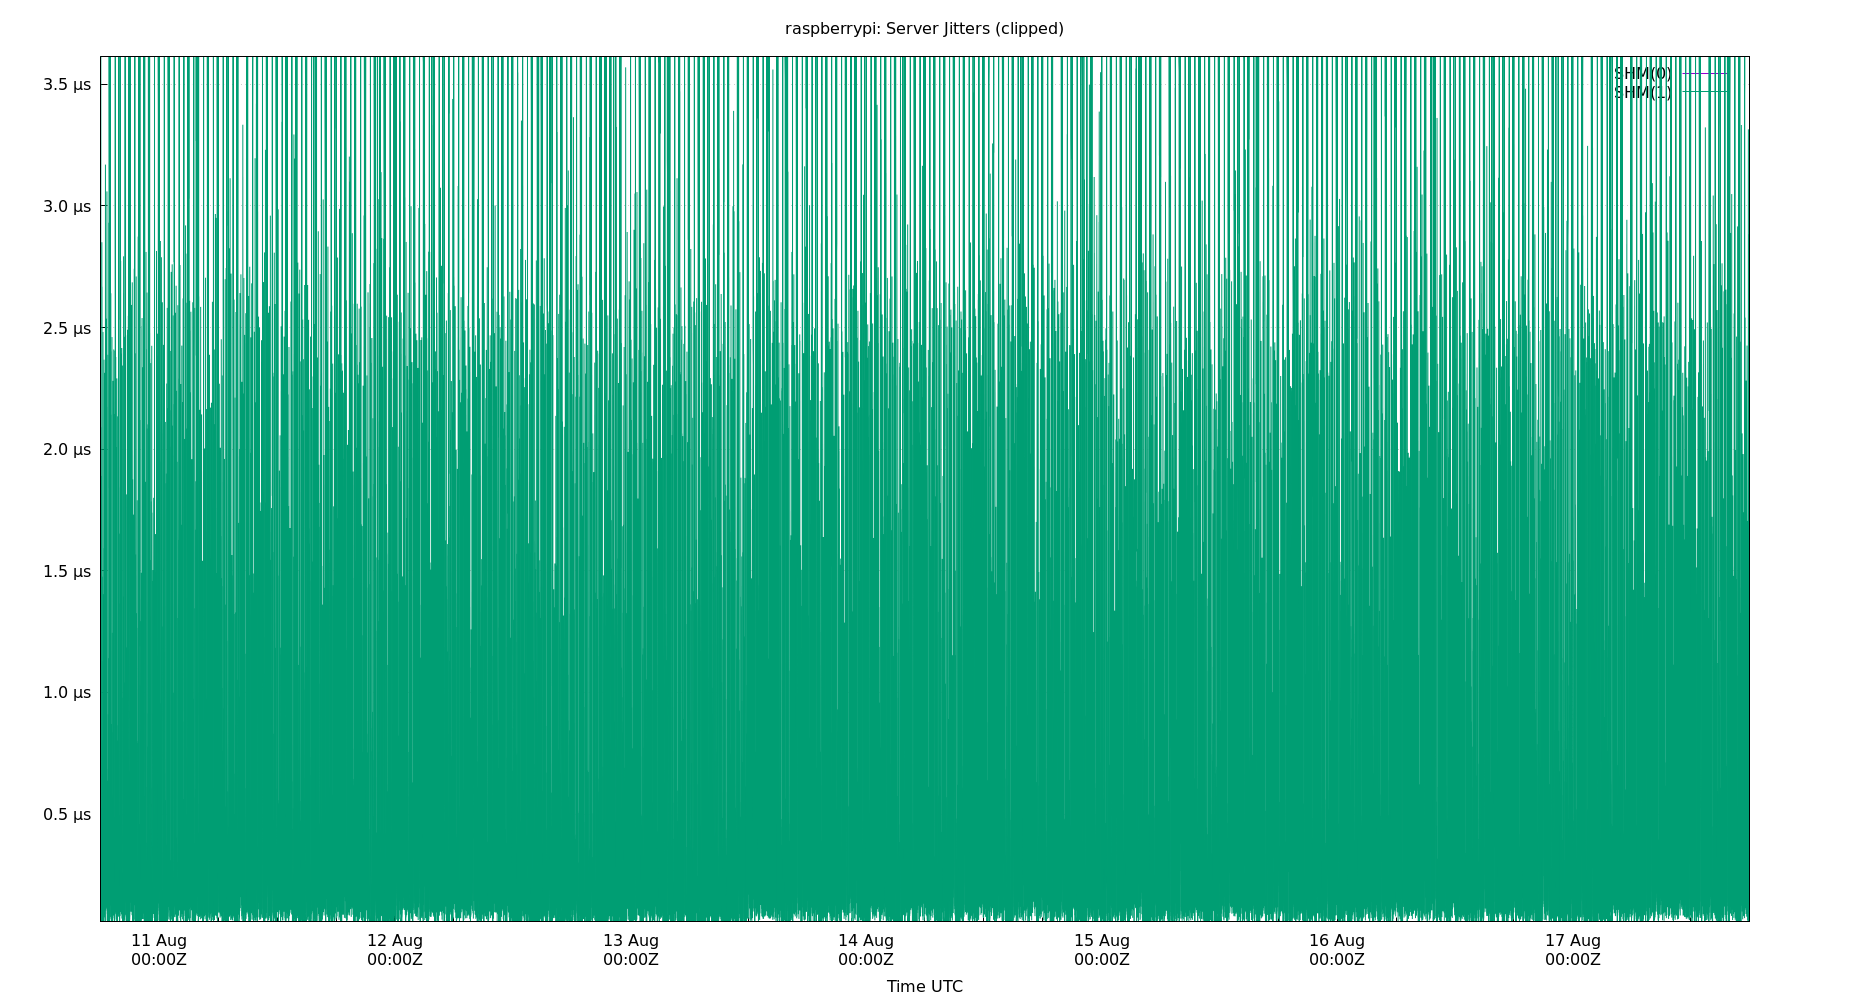 raspberrypi: Server Jitters (clipped)
SHM(0)
SHM(1)
3.5 µs
3.0 µs
2.5 µs
2.0 µs
1.5 µs
1.0 µs
0.5 µs
11 Aug 12 Aug 13 Aug 14 Aug 15 Aug 16 Aug 17 Aug
00:00Z 00:00Z 00:00Z 00:00Z 00:00Z 00:00Z 00:00Z
Time UTC